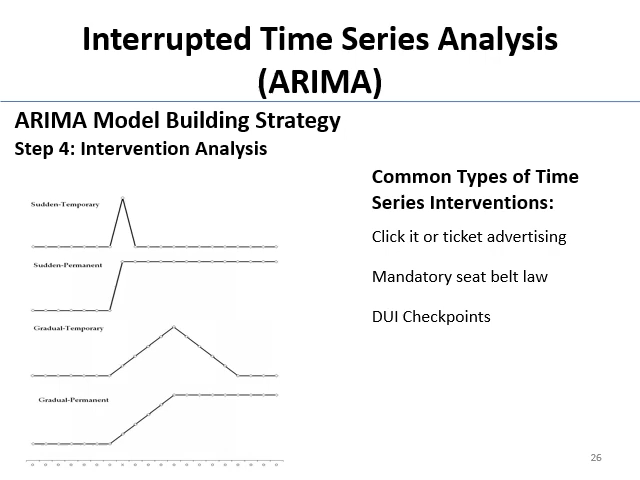 Interrupted Time Series Analysis
(ARIMA)
ARIMA Model Building Strategy
Step 4: Intervention Analysis
Sudden-Temporary
Sudden-Permanent
Gradual-Temporary
Gradual-Permanent
Common Types of Time
Series Interventions:
Click it or ticket advertising
Mandatory seat belt law
DUI Checkpoints
26